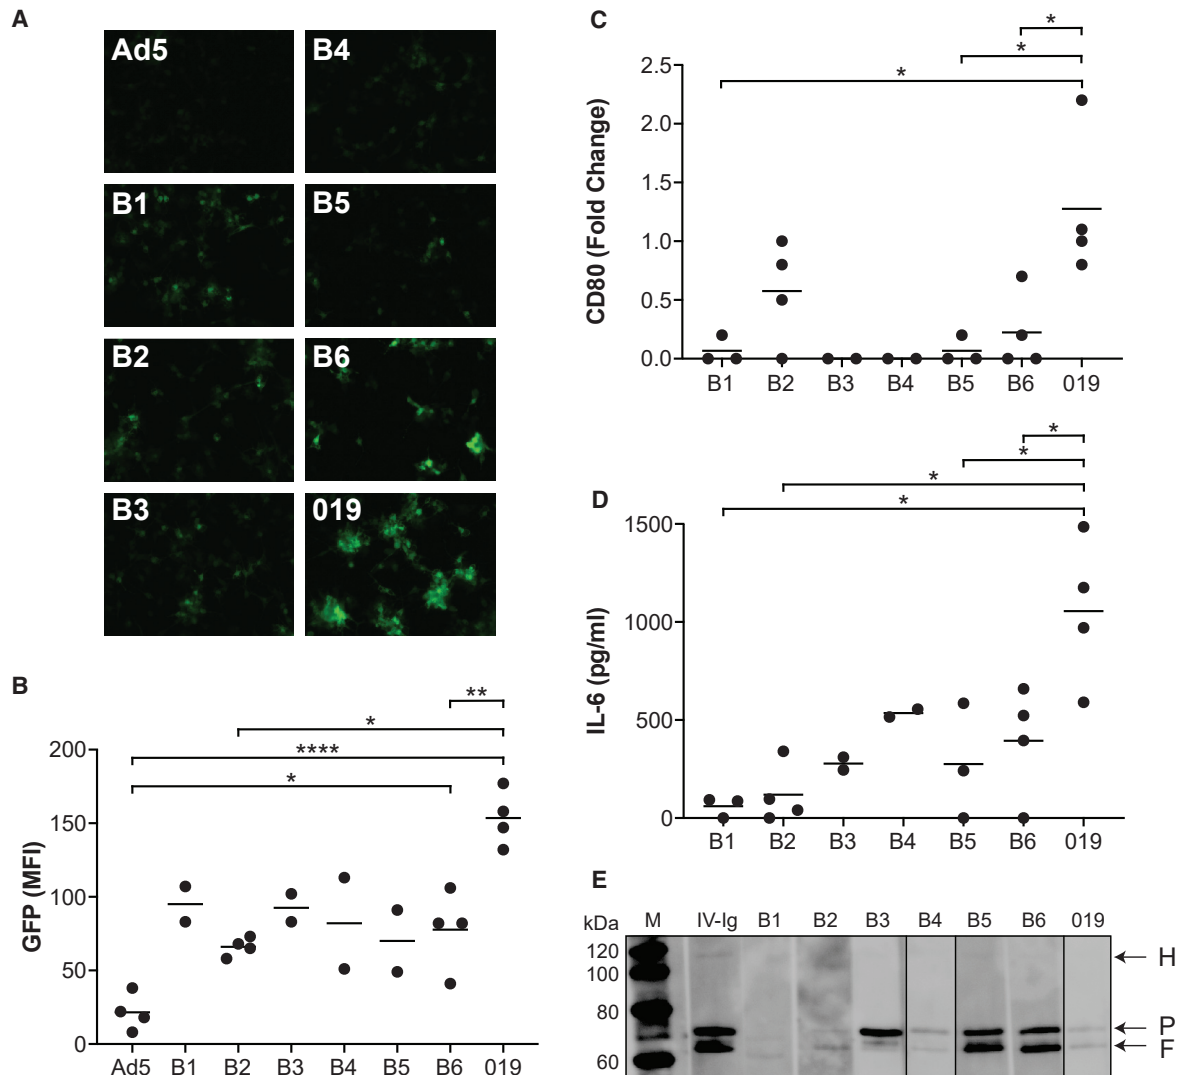 A
Ad5
B4
B1
B5
B2
B6
B3
019
B
GFP (MFI)
200
150
100
50
0
**
*
****
*
Ad5 B1 B2 B3 B4 B5 B6 019
C
CD80 (Fold Change)
2.5
2.0
1.5
1.0
0.5
0.0
*
*
*
B1 B2 B3 B4 B5 B6 019
D
IL-6 (pg/ml)
1500
1000
500
0
*
*
*
*
B1 B2 B3 B4 B5 B6 019
E
kDa M IV-Ig B1 B2 B3 B4 B5 B6 019
120
100
80
60
H
P
F